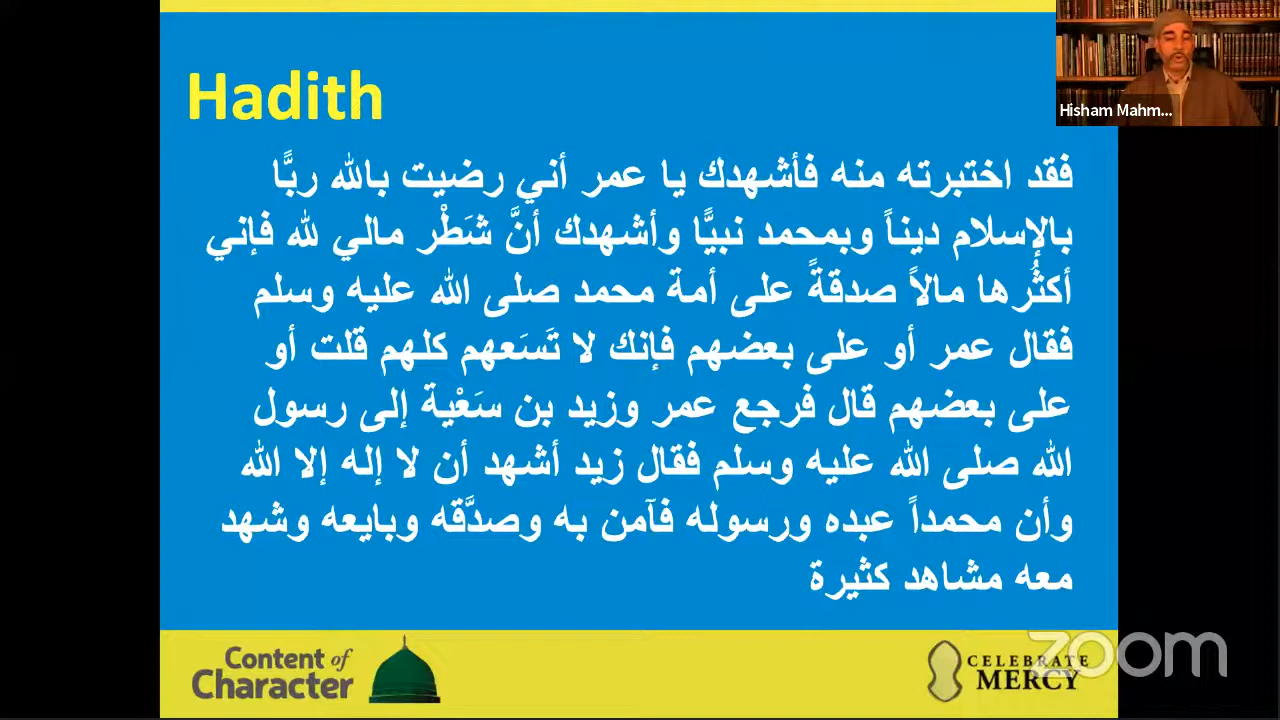 Hadith
فقد اختبرته منه فأشهدك يا عمر أني رضيت بالله ربًّا
بالإسلام ديناً وبمحمد نبيًّا وأشهدك أنَّ شَطْر مالي لله فإني
أكثُرها مالاً صدقةً على أمة محمد صلى الله عليه وسلم
فقال عمر أو على بعضهم فإنك لا تَسَعهم كلهم قلت أو
على بعضهم قال فرجع عمر وزيد بن سَعْية إلى رسول
الله صلى الله عليه وسلم فقال زيد أشهد أن لا إله إلا الله
وأن محمداً عبده ورسوله فآمن به وصدَّقه وبايعه وشهد
معه مشاهد كثيرة
Hisham Mahm...
Content of
Character
CELEBRATE
MERCY
zoom